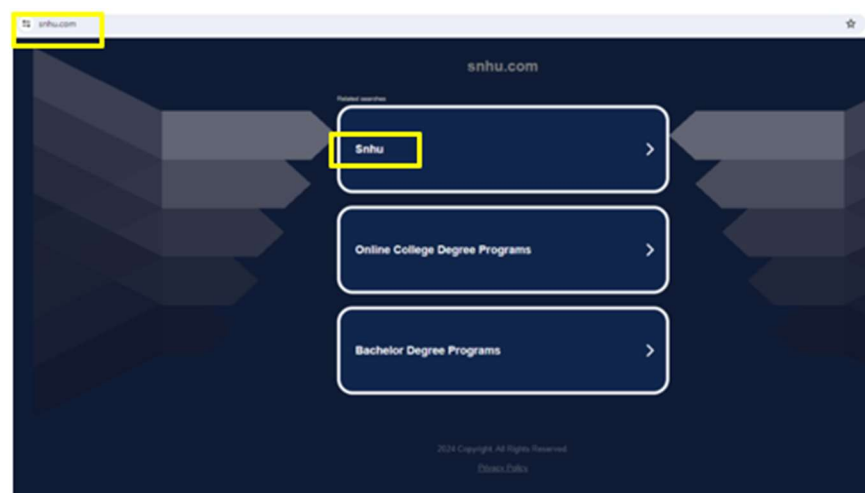 snhu.com
snhu.com
Related searches
Snhu
Online College Degree Programs
Bachelor Degree Programs
2024 Copyright. All Rights Reserved.
Privacy Policy